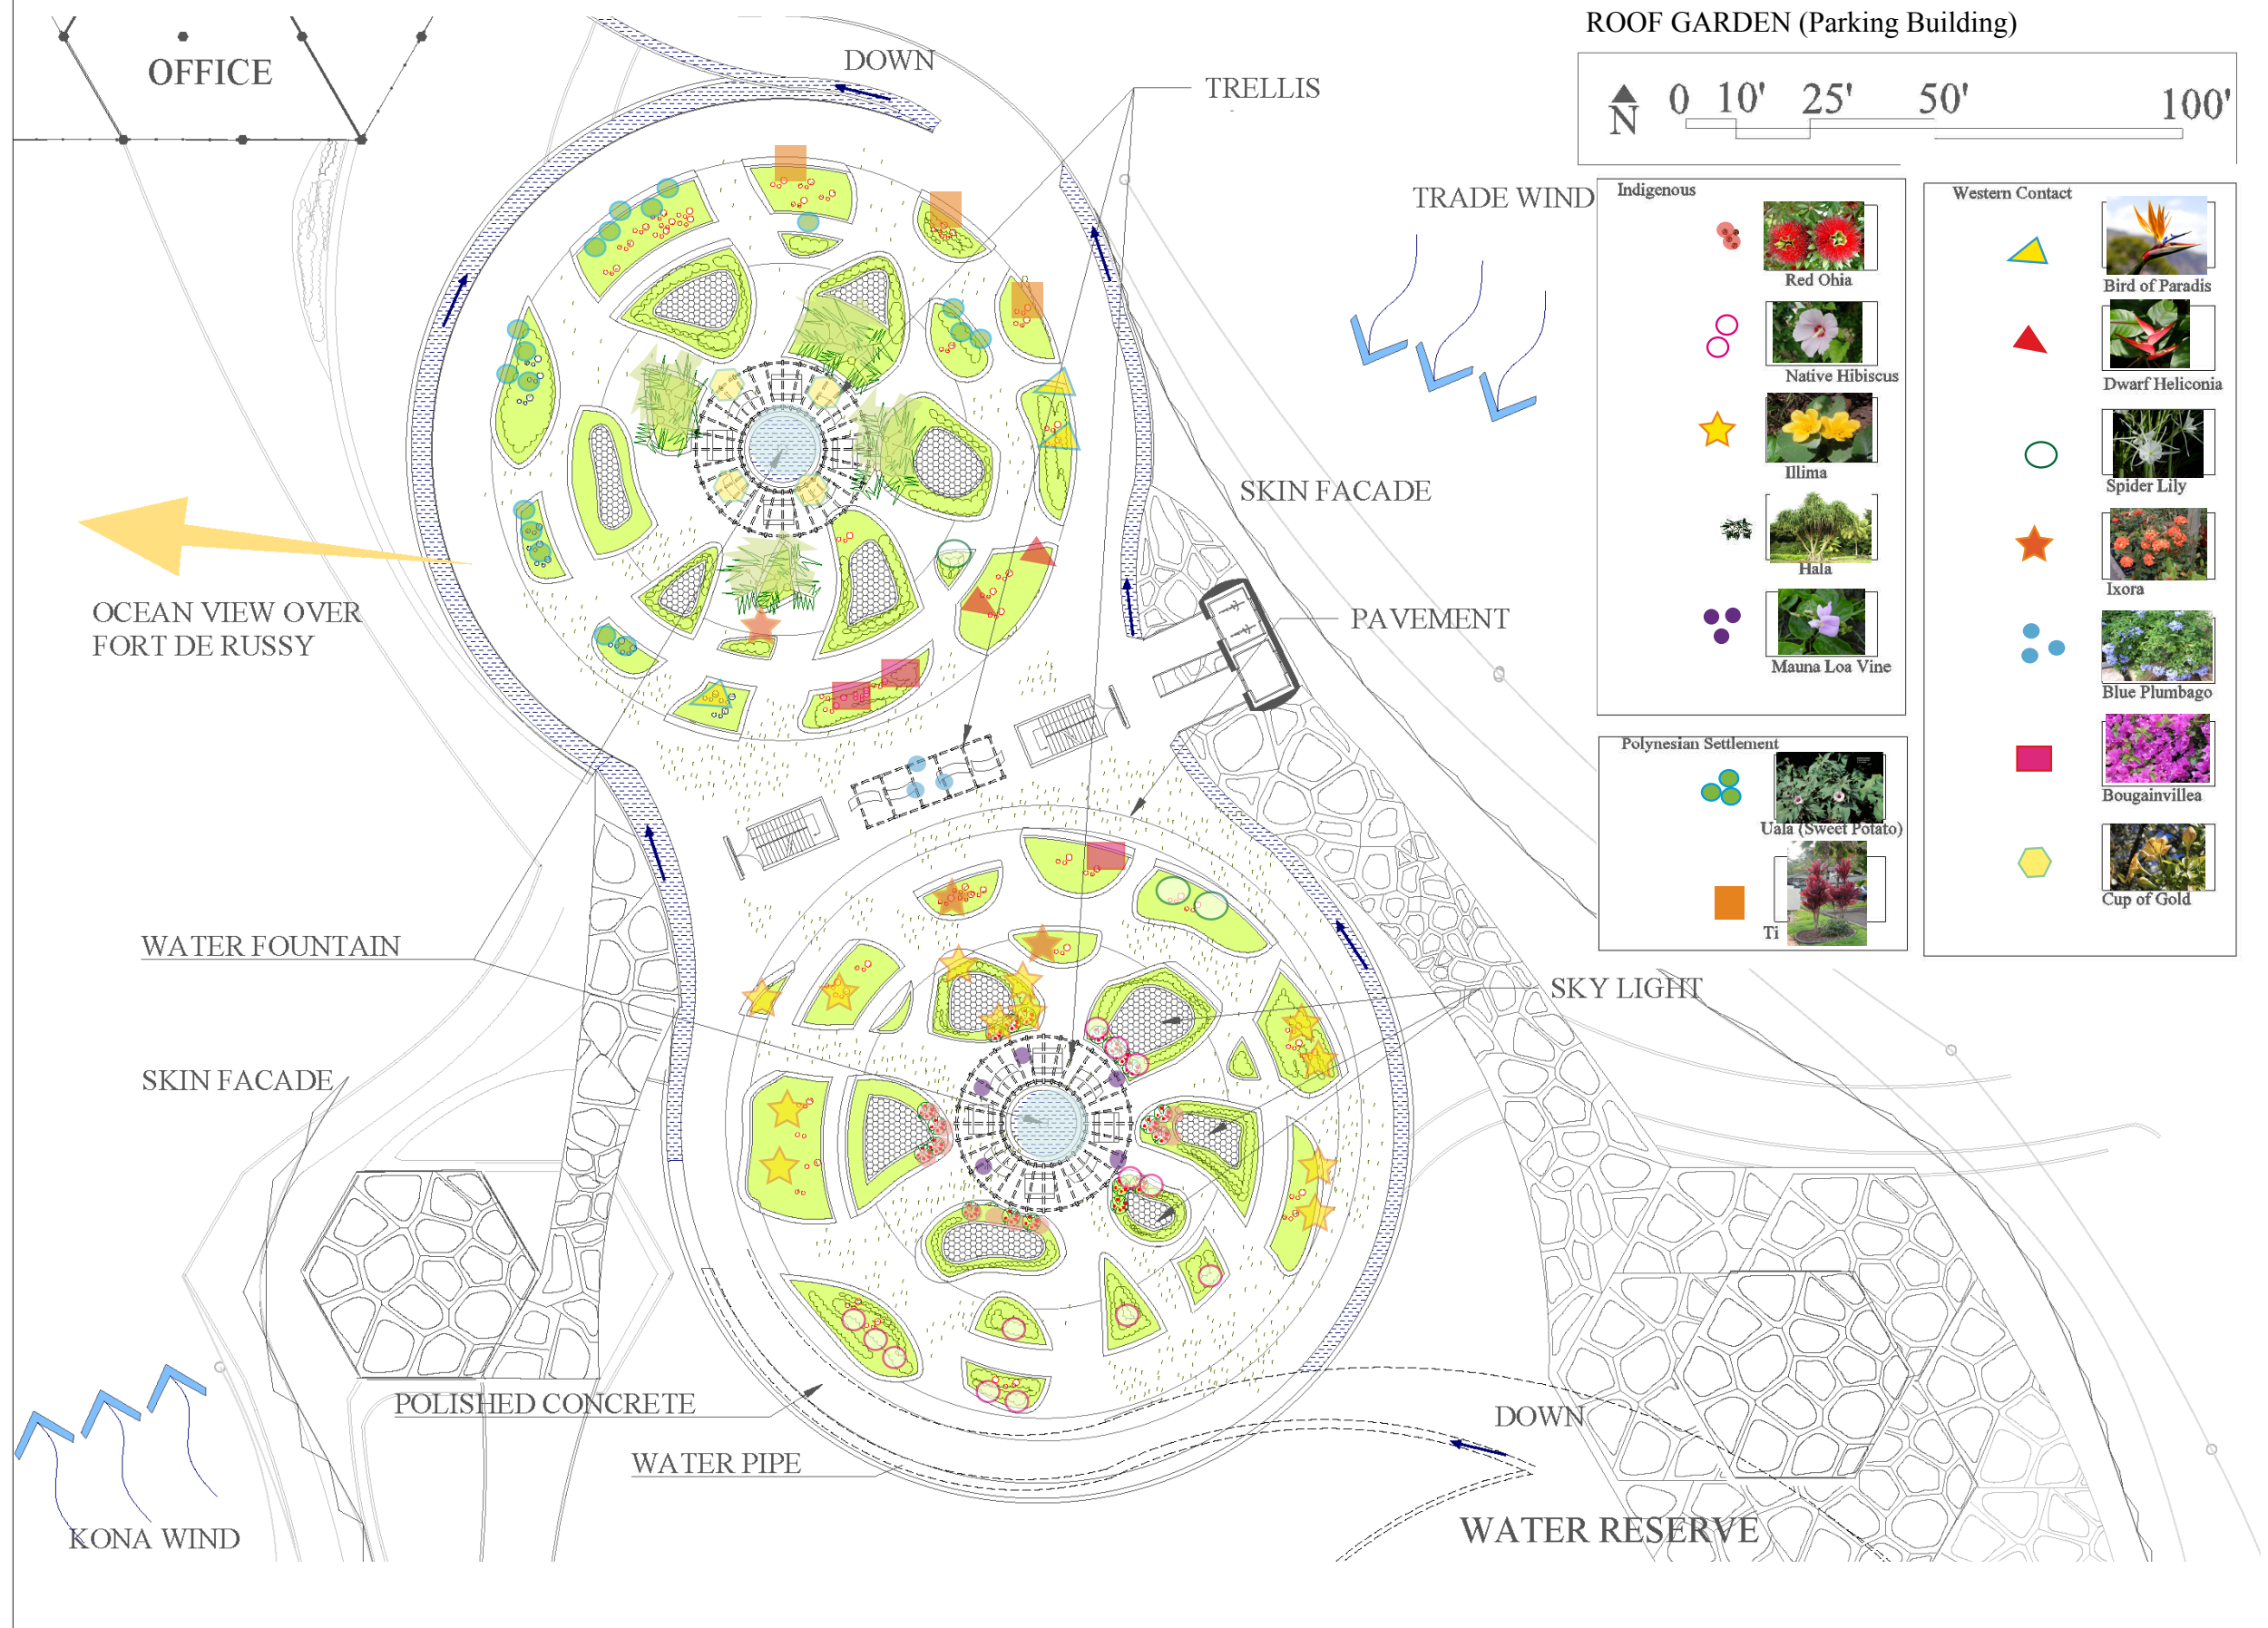 ROOF GARDEN (Parking Building)
OFFICE
DOWN
TRELLIS
N
0 10' 25' 50' 100'
TRADE WIND
Indigenous
Red Ohia
Native Hibiscus
Illima
Hala
Mauna Loa Vine
Western Contact
Bird of Paradis
Dwarf Heliconia
Spider Lily
Ixora
Blue Plumbago
Bougainvillea
Cup of Gold
Polynesian Settlement
Uala (Sweet Potato)
Ti
SKIN FACADE
OCEAN VIEW OVER
FORT DE RUSSY
PAVEMENT
WATER FOUNTAIN
SKY LIGHT
SKIN FACADE
POLISHED CONCRETE
DOWN
WATER PIPE
KONA WIND
WATER RESERVE